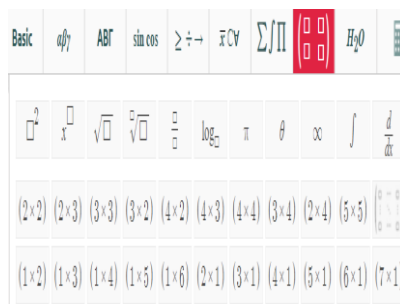 Basic αβγ ΑΒΓ sin cos ≥ ÷ → x̄ ℂ ∀ ∑ ∫ ∏ (□ □ □ □) H₂O
□² x^□ √□ □√□ □/□ log□ π θ ∞ ∫ d/dx
(2 × 2) (2 × 3) (3 × 3) (3 × 2) (4 × 2) (4 × 3) (4 × 4) (3 × 4) (2 × 4) (5 × 5)
(1 × 2) (1 × 3) (1 × 4) (1 × 5) (1 × 6) (2 × 1) (3 × 1) (4 × 1) (5 × 1) (6 × 1) (7 × 1)